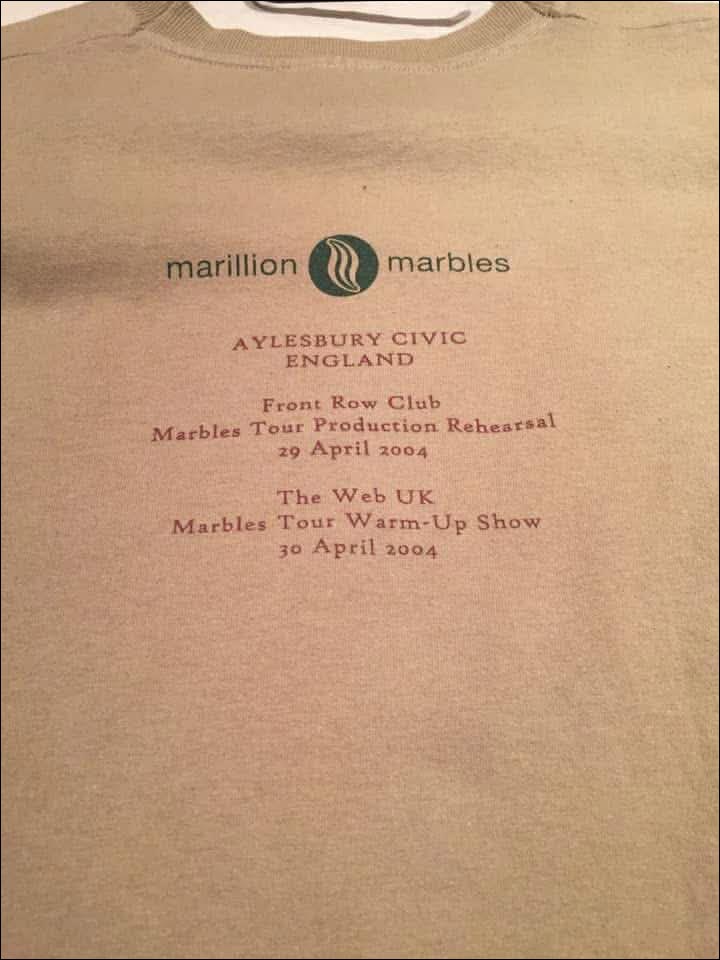 marillion marbles
AYLESBURY CIVIC
ENGLAND
Front Row Club
Marbles Tour Production Rehearsal
29 April 2004
The Web UK
Marbles Tour Warm-Up Show
30 April 2004